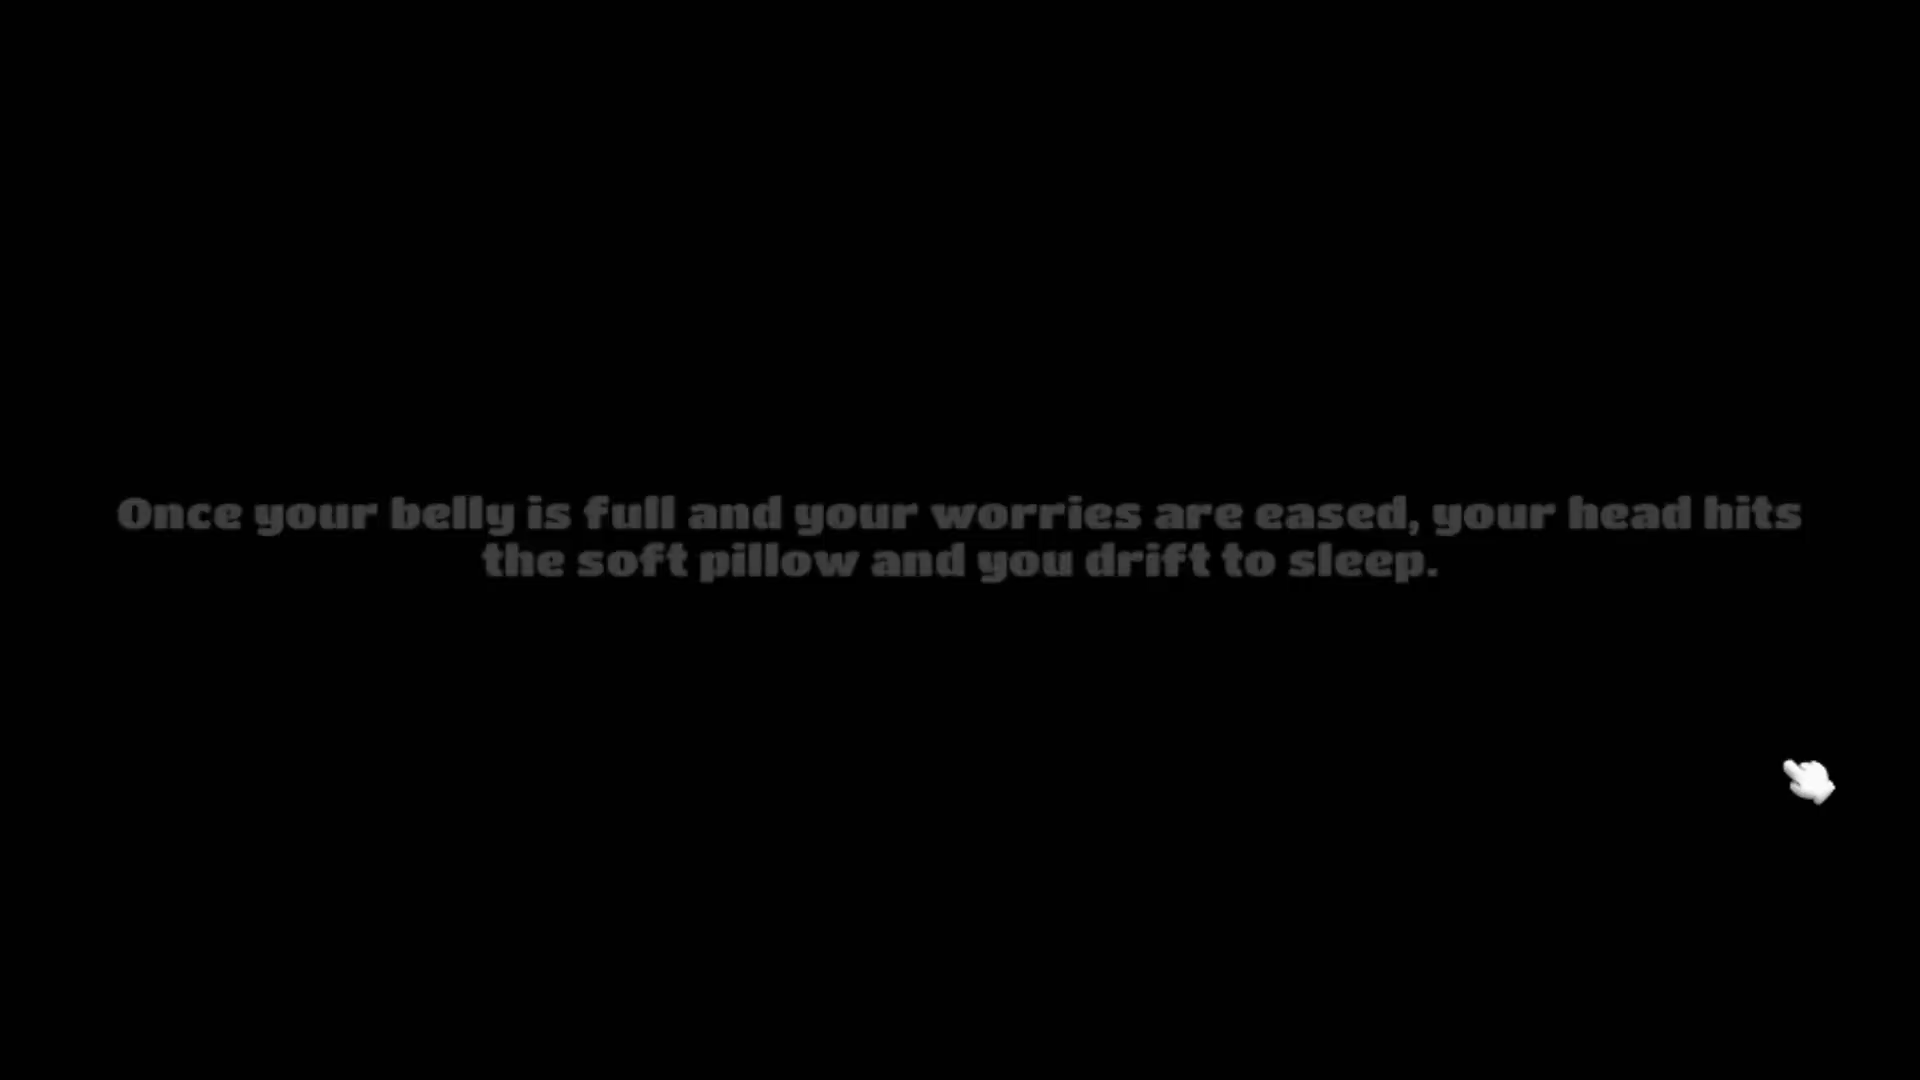 Once your belly is full and your worries are eased, your head hits
the soft pillow and you drift to sleep.